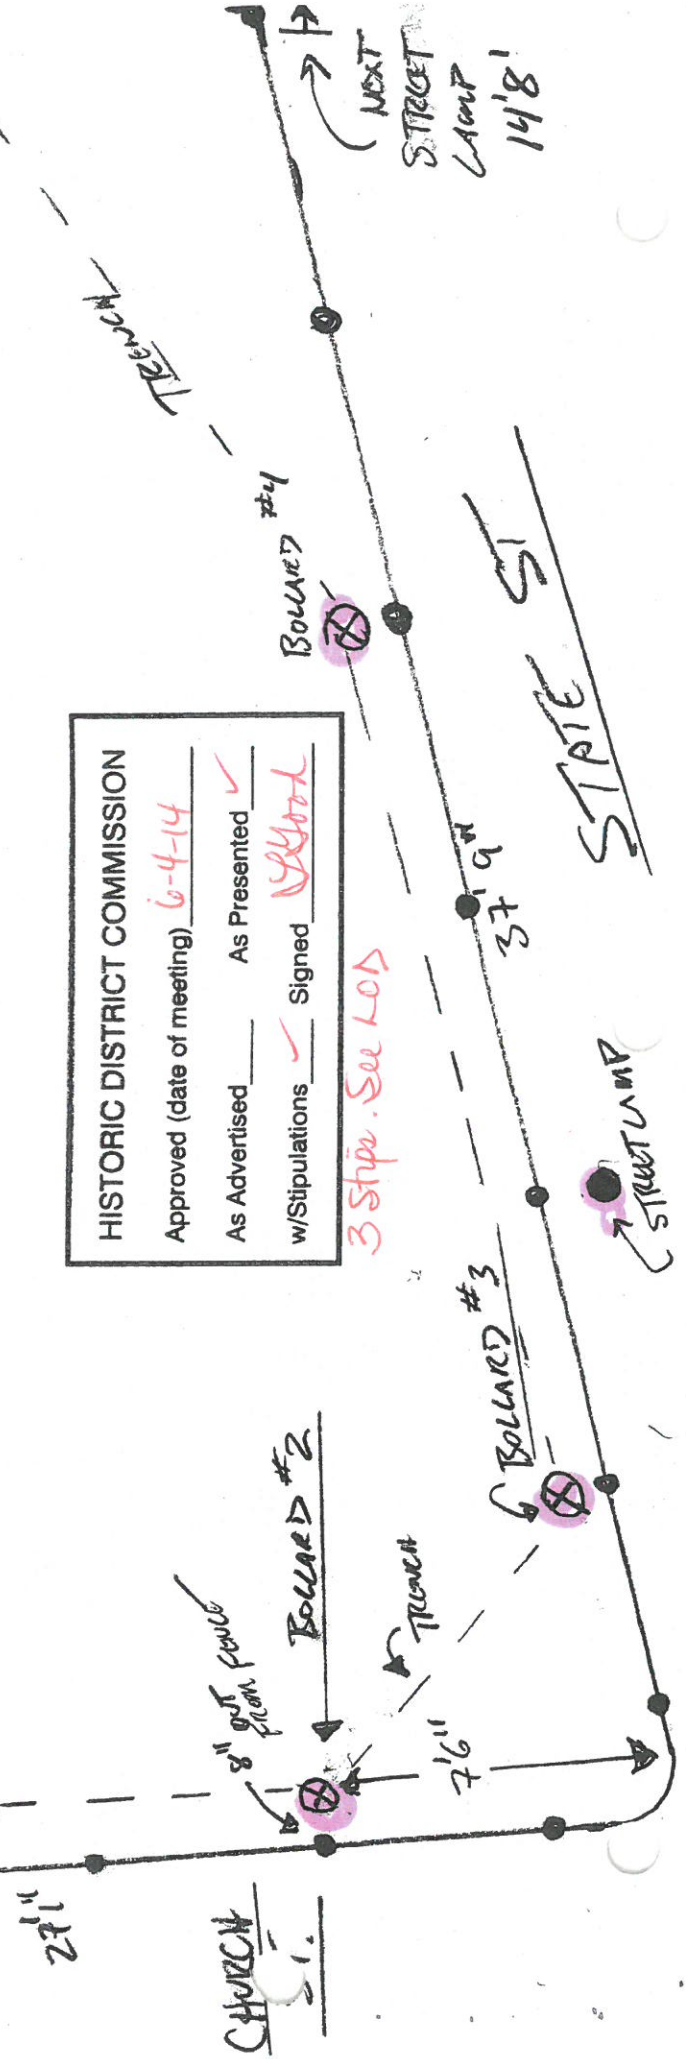 27'1"
CHURCH
ST.
8" OUT
FROM FENCE
BOLLARD #2
TRENCH
7'6"
BOLLARD #3
STREET LAMP
HISTORIC DISTRICT COMMISSION
Approved (date of meeting) 6-4-14
As Advertised As Presented ✓
w/Stipulations ✓ Signed
3 Stips. See LOD
37'9"
STATE ST
BOLLARD #4
TRENCH
NEXT
STREET
LAMP
14'8"